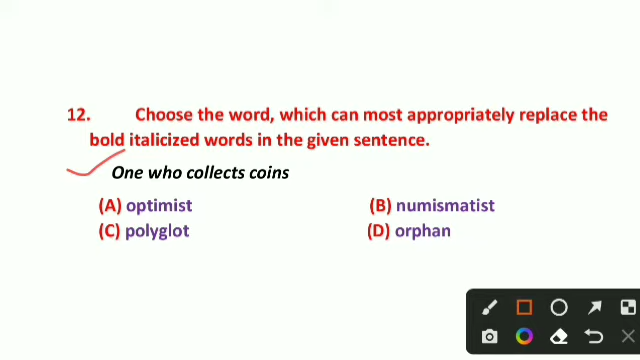 12. Choose the word, which can most appropriately replace the
bold italicized words in the given sentence.
One who collects coins
(A) optimist (B) numismatist
(C) polyglot (D) orphan